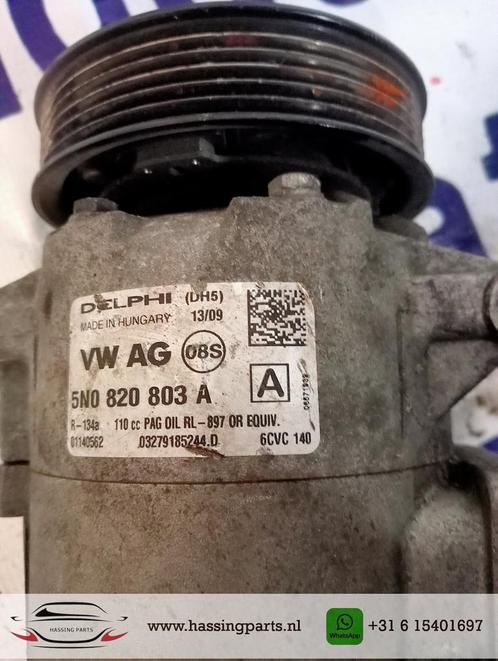 DELPHI (DH5)
MADE IN HUNGARY 13/09
VW AG 08S
5N0 820 803 A A
R-134a 110 cc PAG OIL RL-897 OR EQUIV.
01140562 .03279185244.D 6CVC 140
HASSING PARTS
www.hassingparts.nl
WhatsApp
+31 6 15401697